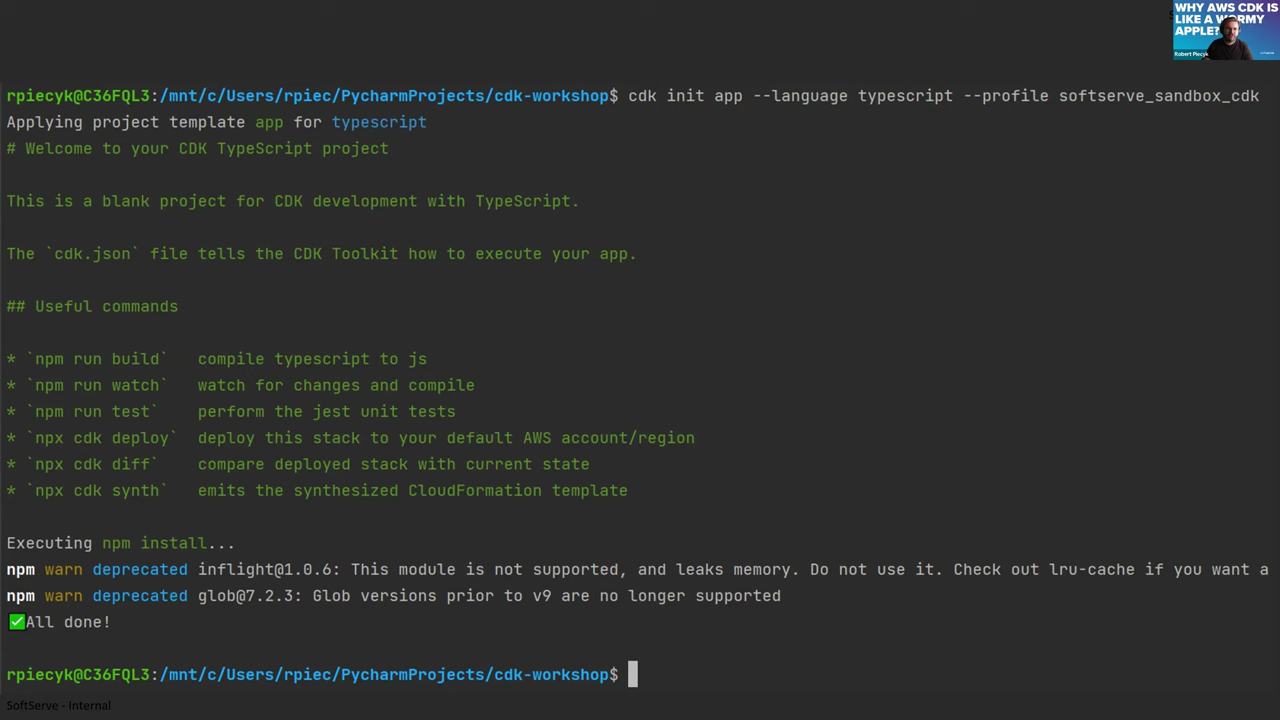 WHY AWS CDK IS
LIKE A WORMY
APPLE?
Robert Piecyk
rpiecyk@C36FQL3:/mnt/c/Users/rpiec/PycharmProjects/cdk-workshop$ cdk init app --language typescript --profile softserve_sandbox_cdk
Applying project template app for typescript
# Welcome to your CDK TypeScript project
This is a blank project for CDK development with TypeScript.
The `cdk.json` file tells the CDK Toolkit how to execute your app.
## Useful commands
* `npm run build`   compile typescript to js
* `npm run watch`   watch for changes and compile
* `npm run test`    perform the jest unit tests
* `npx cdk deploy`  deploy this stack to your default AWS account/region
* `npx cdk diff`    compare deployed stack with current state
* `npx cdk synth`   emits the synthesized CloudFormation template
Executing npm install...
npm warn deprecated inflight@1.0.6: This module is not supported, and leaks memory. Do not use it. Check out lru-cache if you want a
npm warn deprecated glob@7.2.3: Glob versions prior to v9 are no longer supported
✅All done!
rpiecyk@C36FQL3:/mnt/c/Users/rpiec/PycharmProjects/cdk-workshop$
SoftServe - Internal